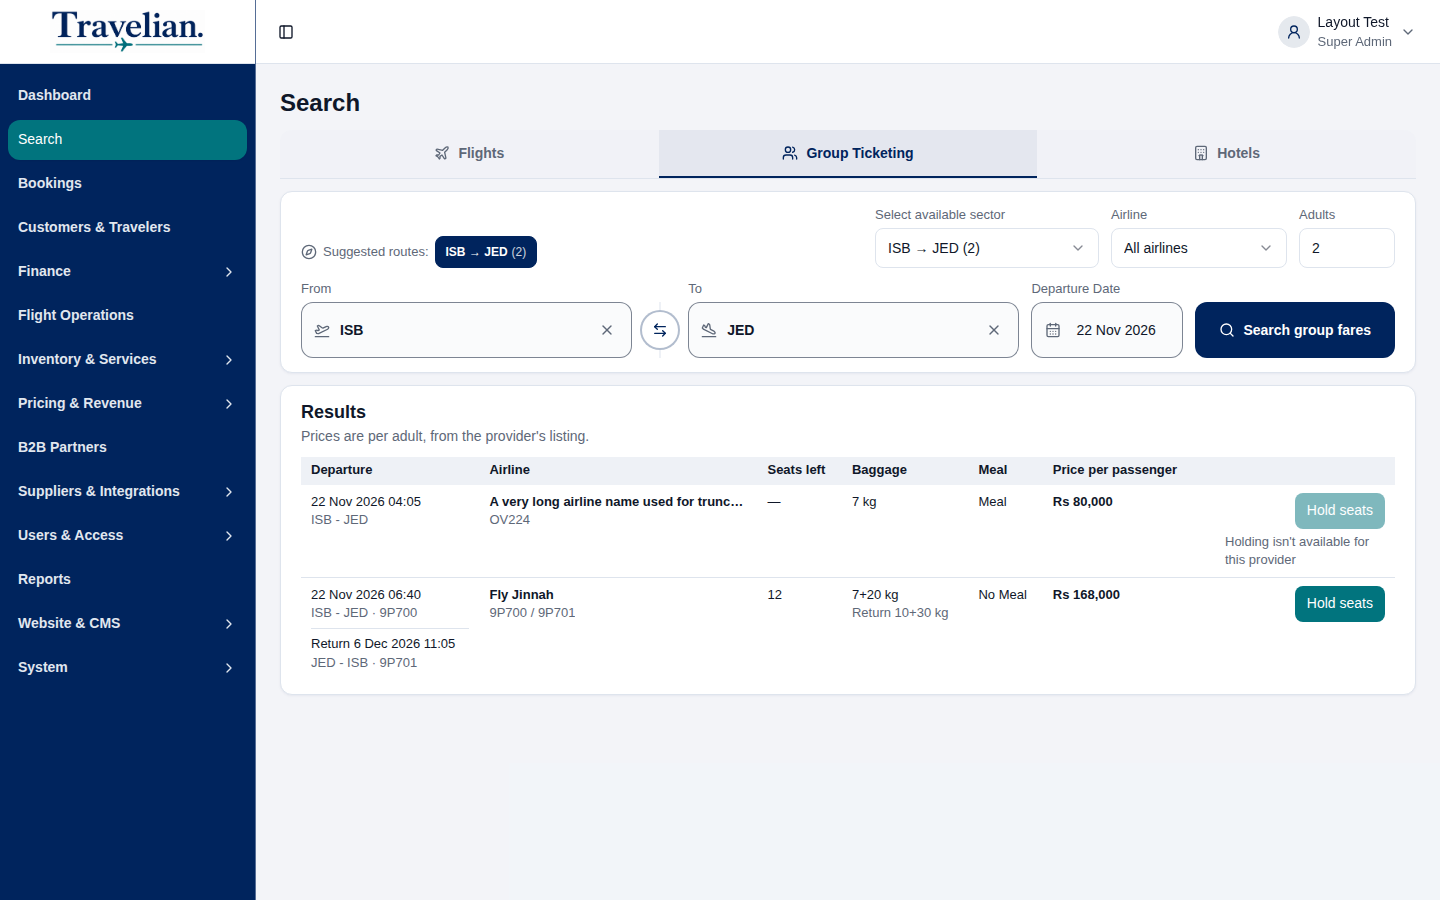 Travelian.
Layout Test
Super Admin
Dashboard
Search
Bookings
Customers & Travelers
Finance
Flight Operations
Inventory & Services
Pricing & Revenue
B2B Partners
Suppliers & Integrations
Users & Access
Reports
Website & CMS
System
Search
Flights
Group Ticketing
Hotels
Suggested routes: ISB → JED (2)
Select available sector
ISB → JED (2)
Airline
All airlines
Adults
2
From
ISB
To
JED
Departure Date
22 Nov 2026
Search group fares
Results
Prices are per adult, from the provider's listing.
Departure Airline Seats left Baggage Meal Price per passenger
22 Nov 2026 04:05 A very long airline name used for trunc... — 7 kg Meal Rs 80,000 Hold seats
ISB - JED OV224
Holding isn't available for
this provider
22 Nov 2026 06:40 Fly Jinnah 12 7+20 kg No Meal Rs 168,000 Hold seats
ISB - JED · 9P700 9P700 / 9P701 Return 10+30 kg
Return 6 Dec 2026 11:05
JED - ISB · 9P701